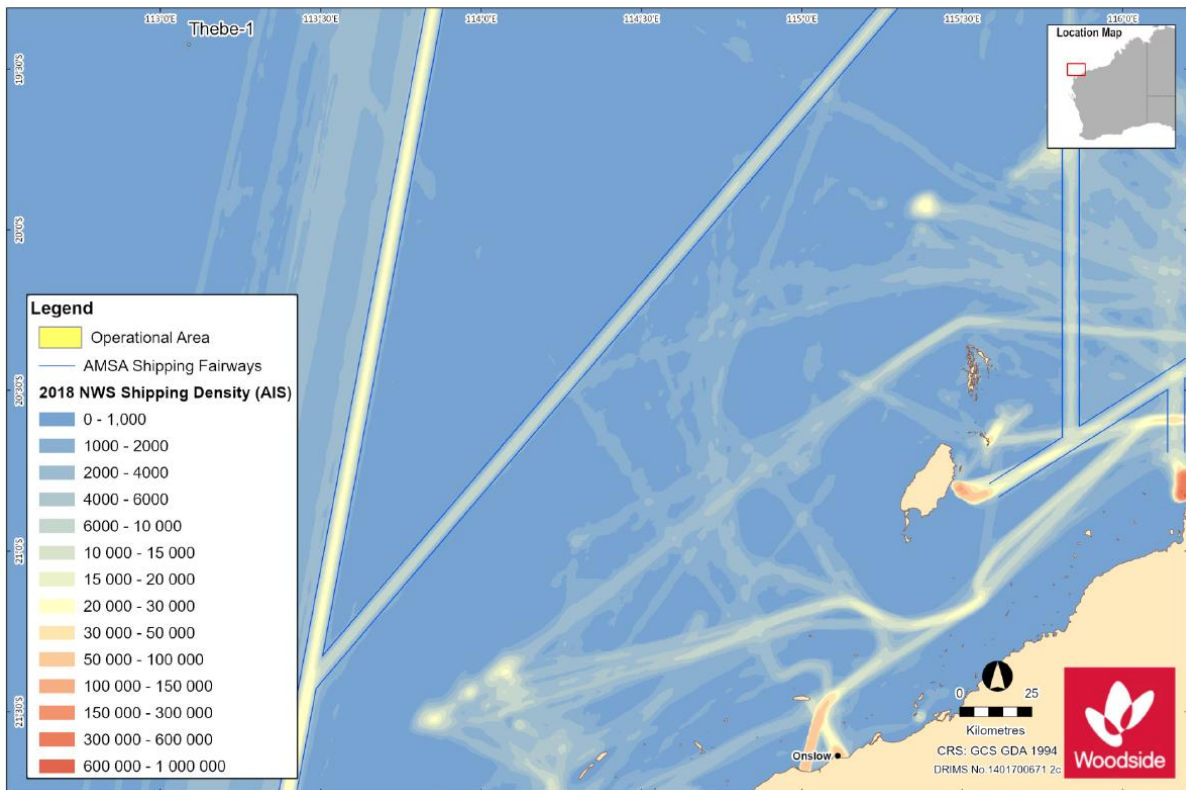 113°0'E
113°30'E
114°0'E
114°30'E
115°0'E
115°30'E
116°0'E
Thebe-1
Location Map
19°30'S
20°0'S
20°30'S
21°0'S
21°30'S
Legend
Operational Area
AMSA Shipping Fairways
2018 NWS Shipping Density (AIS)
0 - 1,000
1000 - 2000
2000 - 4000
4000 - 6000
6000 - 10 000
10 000 - 15 000
15 000 - 20 000
20 000 - 30 000
30 000 - 50 000
50 000 - 100 000
100 000 - 150 000
150 000 - 300 000
300 000 - 600 000
600 000 - 1 000 000
Onslow
0 25
Kilometres
CRS: GCS GDA 1994
DRIMS No.1401700671 2c
Woodside